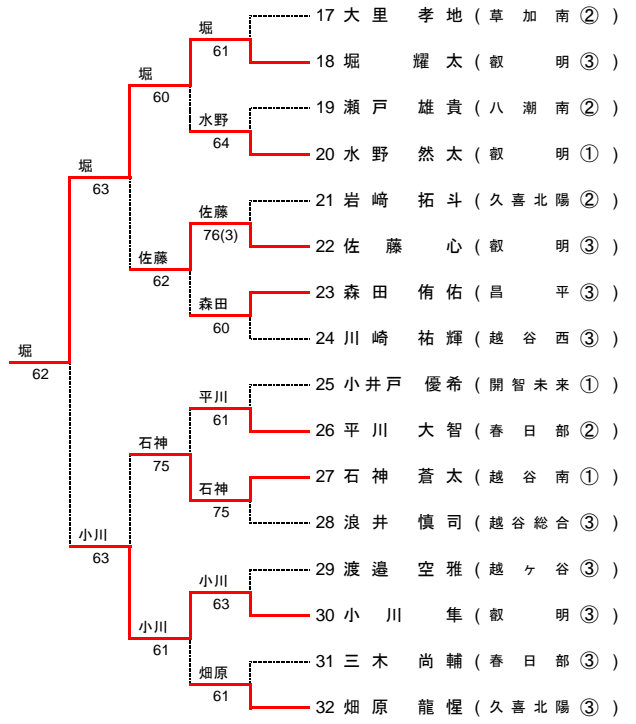 17 大里 孝地 (草加南 ②)
堀
61
18 堀 耀太 (叡明 ③)
堀
60
19 瀬戸 雄貴 (八潮南 ②)
水野
64
20 水野 然太 (叡明 ①)
堀
63
21 岩﨑 拓斗 (久喜北陽 ②)
佐藤
76(3)
22 佐藤 心 (叡明 ③)
佐藤
62
23 森田 侑佑 (昌平 ③)
森田
60
24 川崎 祐輝 (越谷西 ③)
堀
62
25 小井戸 優希 (開智未来 ①)
平川
61
26 平川 大智 (春日部 ②)
石神
75
27 石神 蒼太 (越谷南 ①)
石神
75
28 浪井 慎司 (越谷総合 ③)
小川
63
29 渡邉 空雅 (越ヶ谷 ③)
小川
63
30 小川 隼 (叡明 ③)
小川
61
31 三木 尚輔 (春日部 ③)
畑原
61
32 畑原 龍惺 (久喜北陽 ③)